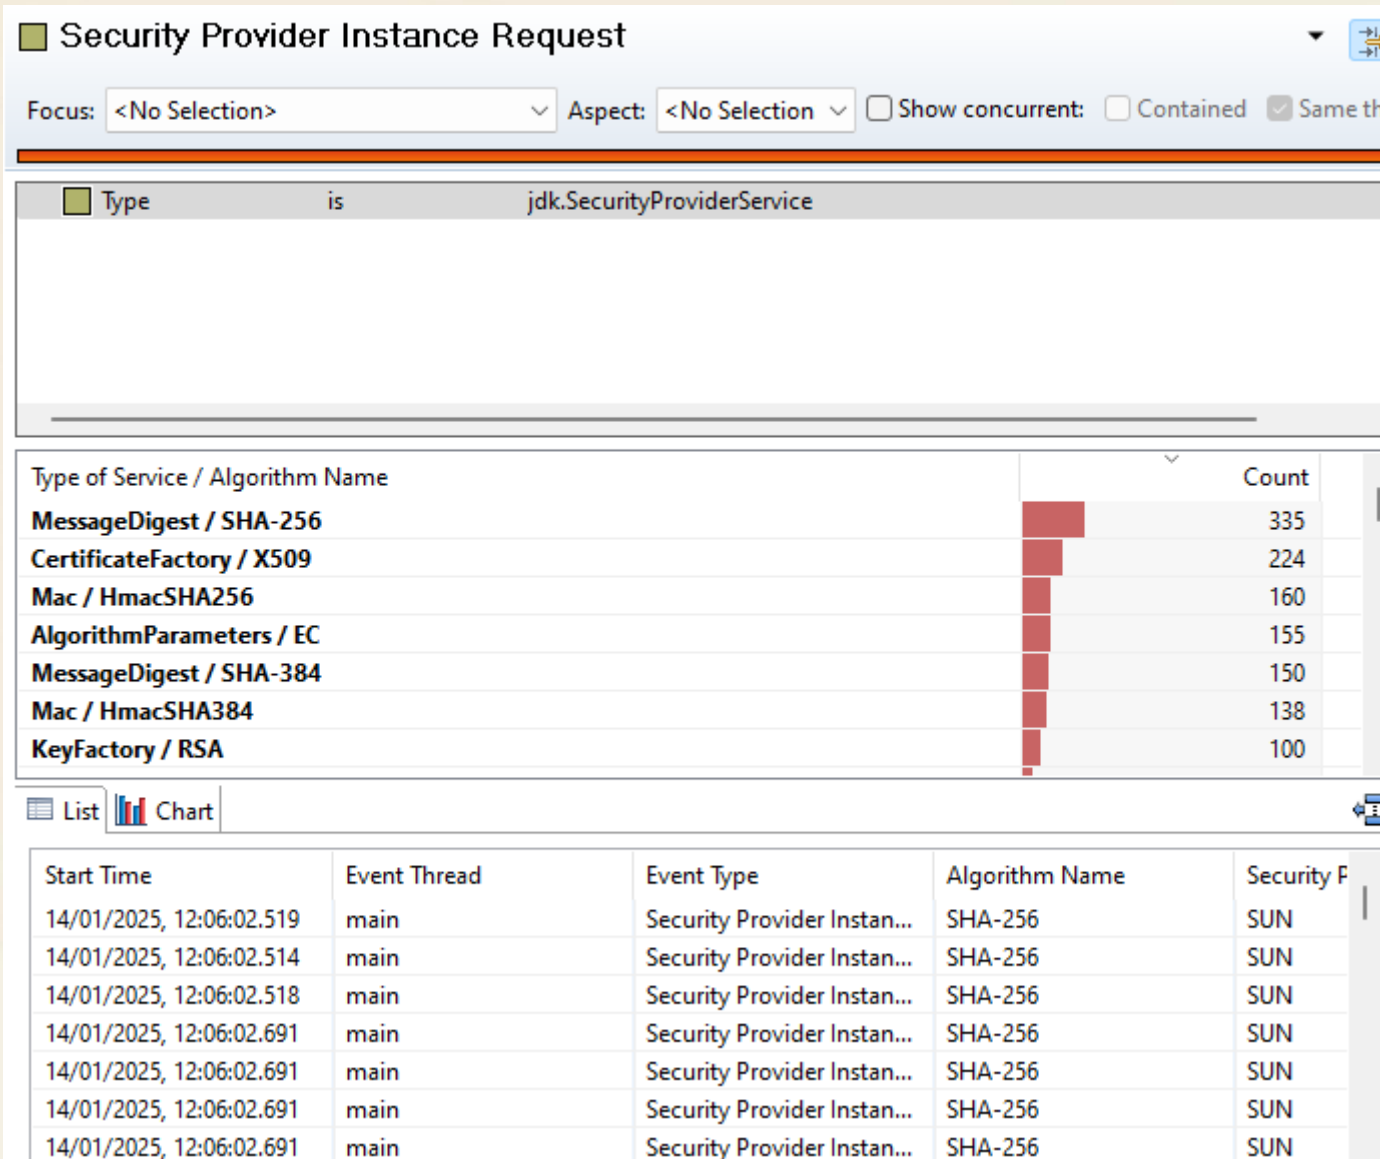 Security Provider Instance Request
Focus: <No Selection> Aspect: <No Selection Show concurrent: Contained Same th
Type is jdk.SecurityProviderService
Type of Service / Algorithm Name Count
MessageDigest / SHA-256 335
CertificateFactory / X509 224
Mac / HmacSHA256 160
AlgorithmParameters / EC 155
MessageDigest / SHA-384 150
Mac / HmacSHA384 138
KeyFactory / RSA 100
List Chart
Start Time Event Thread Event Type Algorithm Name Security P
14/01/2025, 12:06:02.519 main Security Provider Instan... SHA-256 SUN
14/01/2025, 12:06:02.514 main Security Provider Instan... SHA-256 SUN
14/01/2025, 12:06:02.518 main Security Provider Instan... SHA-256 SUN
14/01/2025, 12:06:02.691 main Security Provider Instan... SHA-256 SUN
14/01/2025, 12:06:02.691 main Security Provider Instan... SHA-256 SUN
14/01/2025, 12:06:02.691 main Security Provider Instan... SHA-256 SUN
14/01/2025, 12:06:02.691 main Security Provider Instan... SHA-256 SUN